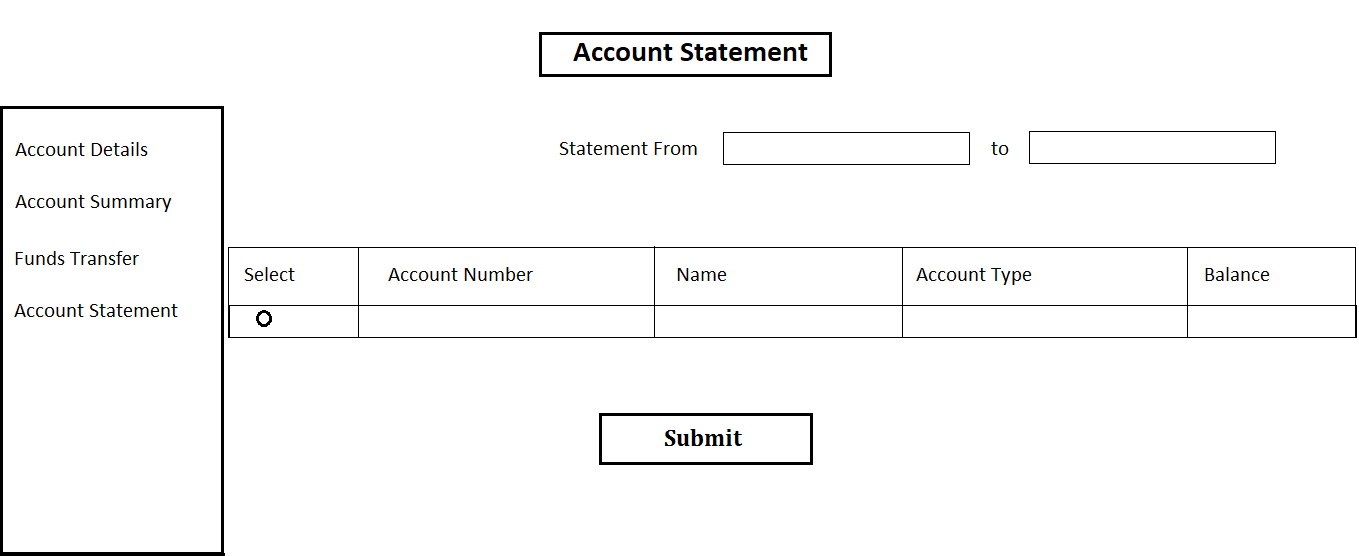 Account Statement
Account Details
Account Summary
Funds Transfer
Account Statement
Statement From to
Select Account Number Name Account Type Balance
Submit